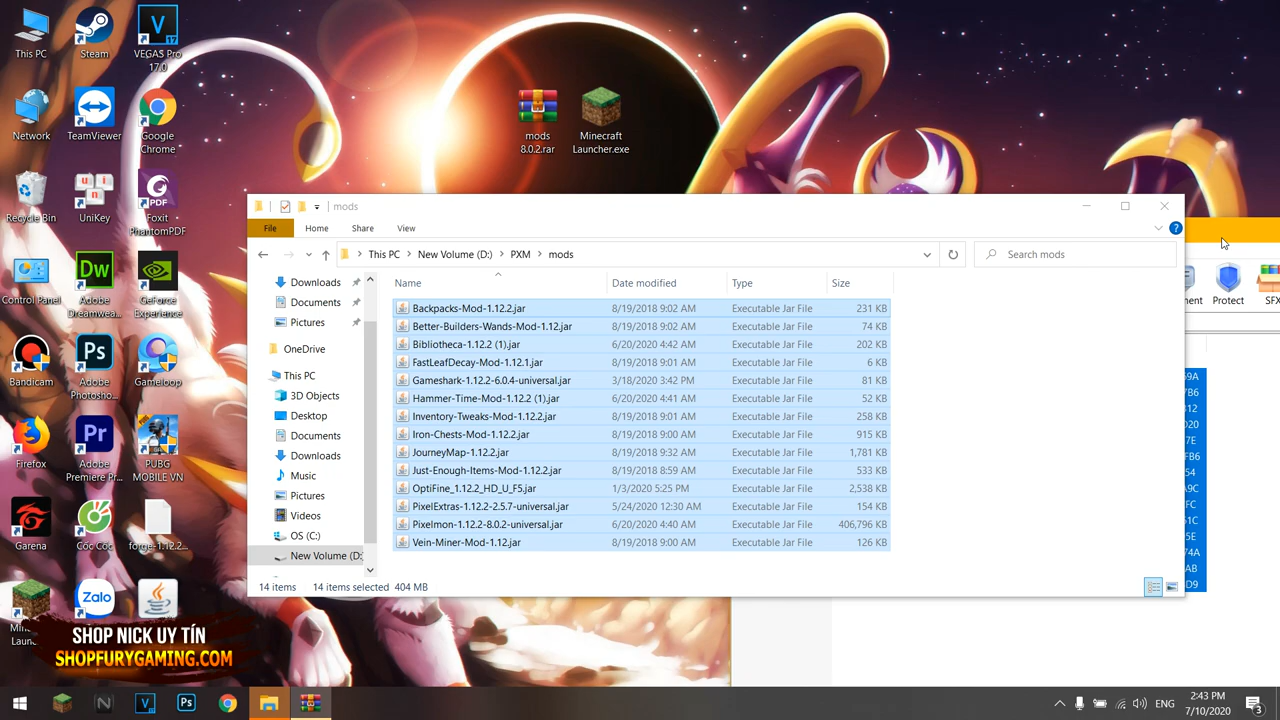 This PC
Steam
VEGAS Pro
17.0
Network
TeamViewer
Google
Chrome
mods
8.0.2.rar
Minecraft
Launcher.exe
Recycle Bin
UniKey
Foxit
PhantomPDF
Control Panel
Adobe
Dreamwea...
GeForce
Experience
Bandicam
Adobe
Photosho...
Gameloop
Firefox
Adobe
Premiere Pr...
PUBG
MOBILE VN
Garena
Cốc Cốc
forge-1.12.2...
Zalo
mods
File
Home
Share
View
This PC
New Volume (D:)
PXM
mods
Search mods
Name
Date modified
Type
Size
Downloads
Documents
Pictures
OneDrive
This PC
3D Objects
Desktop
Documents
Downloads
Music
Pictures
Videos
OS (C:)
New Volume (D:
Backpacks-Mod-1.12.2.jar 8/19/2018 9:02 AM Executable Jar File 231 KB
Better-Builders-Wands-Mod-1.12.jar 8/19/2018 9:02 AM Executable Jar File 74 KB
Bibliotheca-1.12.2 (1).jar 6/20/2020 4:42 AM Executable Jar File 202 KB
FastLeafDecay-Mod-1.12.1.jar 8/19/2018 9:01 AM Executable Jar File 6 KB
Gameshark-1.12.2-6.0.4-universal.jar 3/18/2020 3:42 PM Executable Jar File 81 KB
Hammer-Time-Mod-1.12.2 (1).jar 6/20/2020 4:41 AM Executable Jar File 52 KB
Inventory-Tweaks-Mod-1.12.2.jar 8/19/2018 9:01 AM Executable Jar File 258 KB
Iron-Chests-Mod-1.12.2.jar 8/19/2018 9:00 AM Executable Jar File 915 KB
JourneyMap-1.12.2.jar 8/19/2018 9:32 AM Executable Jar File 1,781 KB
Just-Enough-Items-Mod-1.12.2.jar 8/19/2018 8:59 AM Executable Jar File 533 KB
OptiFine_1.12.2_HD_U_F5.jar 1/3/2020 5:25 PM Executable Jar File 2,538 KB
PixelExtras-1.12.2-2.5.7-universal.jar 5/24/2020 12:30 AM Executable Jar File 154 KB
Pixelmon-1.12.2-8.0.2-universal.jar 6/20/2020 4:40 AM Executable Jar File 406,796 KB
Vein-Miner-Mod-1.12.jar 8/19/2018 9:00 AM Executable Jar File 126 KB
14 items 14 items selected 404 MB
Protect
SHOP NICK UY TÍN
SHOPFURYGAMING.COM
ENG
2:43 PM
7/10/2020
3